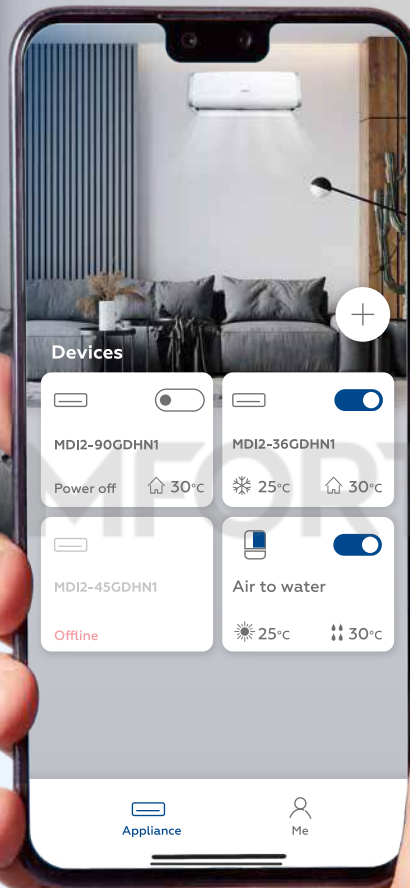 Devices
MDI2-90GDHN1
Power off 30°C
MDI2-36GDHN1
25°C 30°C
MDI2-45GDHN1
Offline
Air to water
25°C 30°C
Appliance
Me